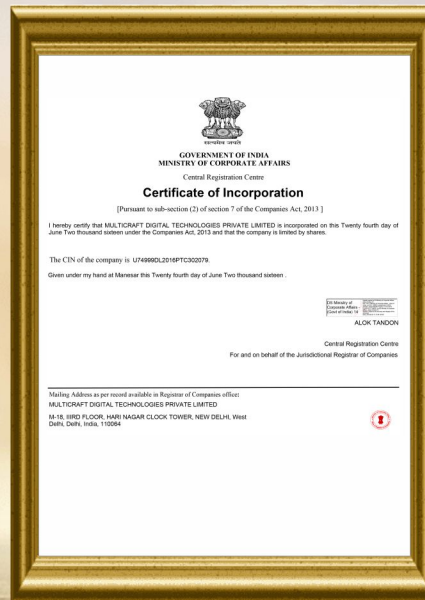 सत्यमेव जयते
GOVERNMENT OF INDIA
MINISTRY OF CORPORATE AFFAIRS
Central Registration Centre
Certificate of Incorporation
[Pursuant to sub-section (2) of section 7 of the Companies Act, 2013 ]
I hereby certify that MULTICRAFT DIGITAL TECHNOLOGIES PRIVATE LIMITED is incorporated on this Twenty fourth day of
June Two thousand sixteen under the Companies Act, 2013 and that the company is limited by shares.
The CIN of the company is U74999DL2016PTC302079.
Given under my hand at Manesar this Twenty fourth day of June Two thousand sixteen .
DS Ministry of
Corporate Affairs -
(Govt of India) 14
ALOK TANDON
Central Registration Centre
For and on behalf of the Jurisdictional Registrar of Companies
Mailing Address as per record available in Registrar of Companies office:
MULTICRAFT DIGITAL TECHNOLOGIES PRIVATE LIMITED
M-18, IIIRD FLOOR, HARI NAGAR CLOCK TOWER, NEW DELHI, West
Delhi, Delhi, India, 110064